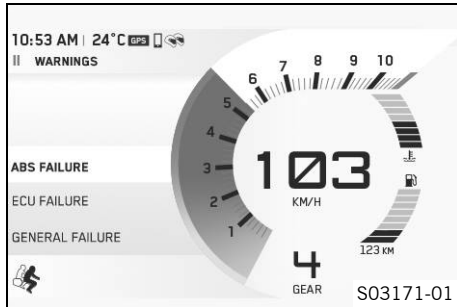 10:53 AM | 24°C GPS
II WARNINGS
1 2 3 4 5 6 7 8 9 10
ABS FAILURE
ECU FAILURE
GENERAL FAILURE
103
KM/H
123 KM
4
GEAR
S03171-01